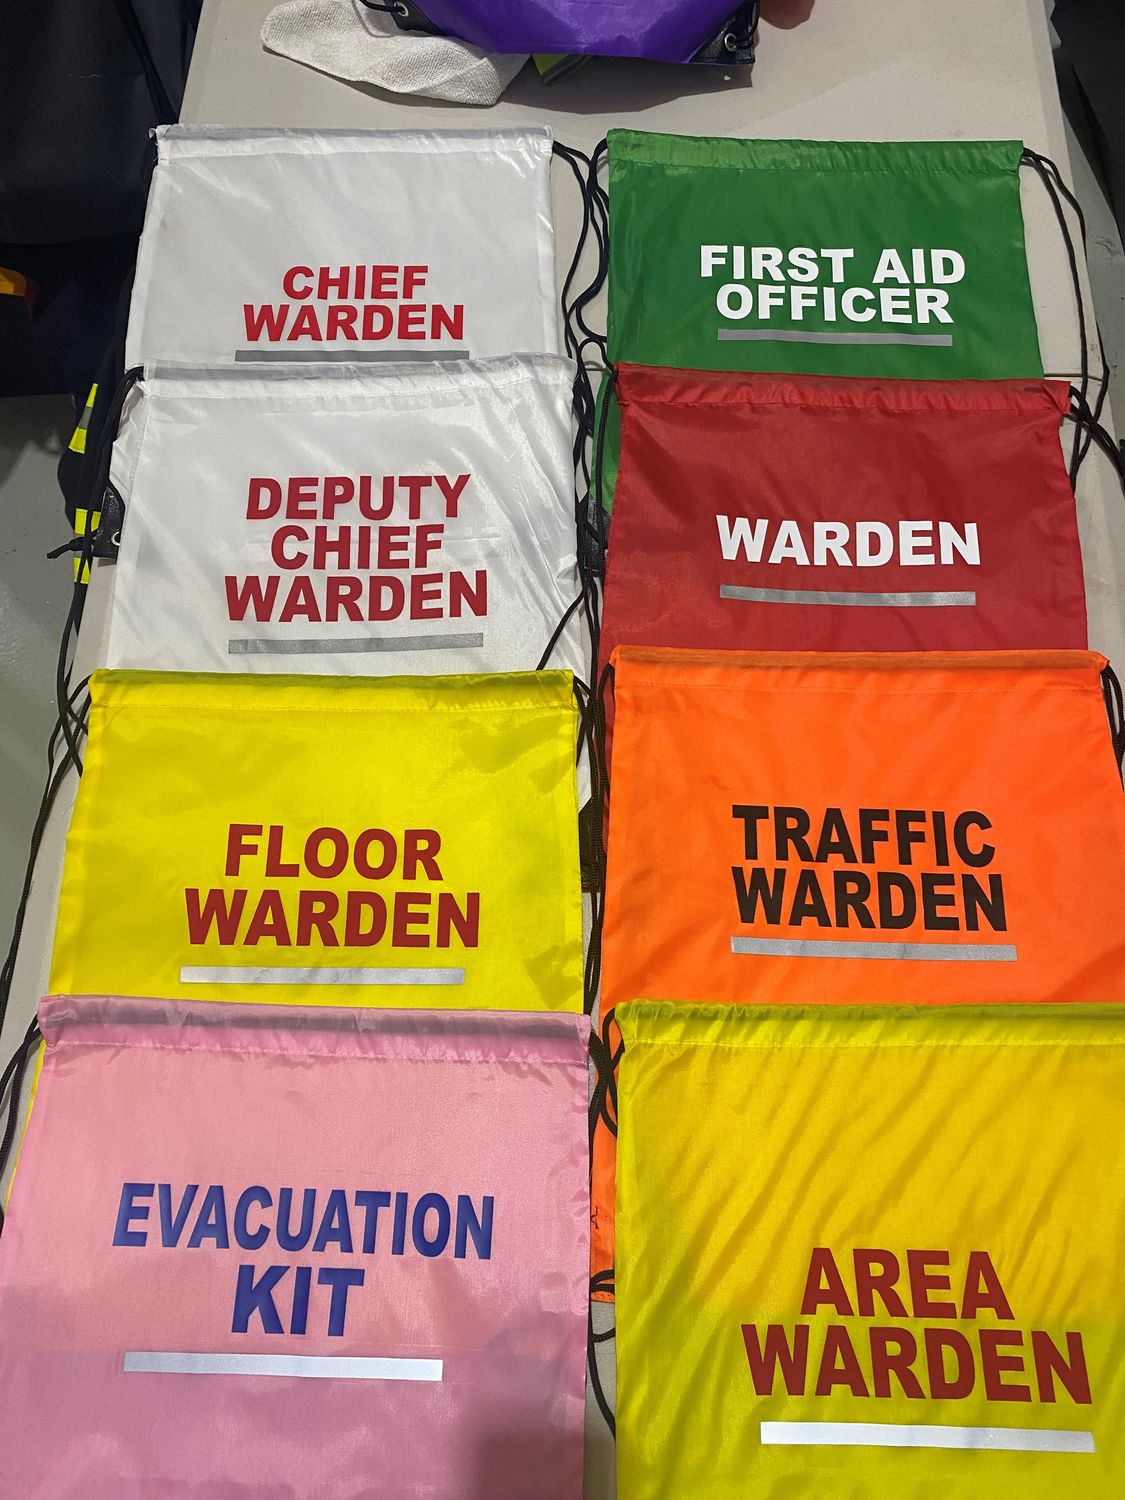 CHIEF
WARDEN
FIRST AID
OFFICER
DEPUTY
CHIEF
WARDEN
WARDEN
FLOOR
WARDEN
TRAFFIC
WARDEN
EVACUATION
KIT
AREA
WARDEN